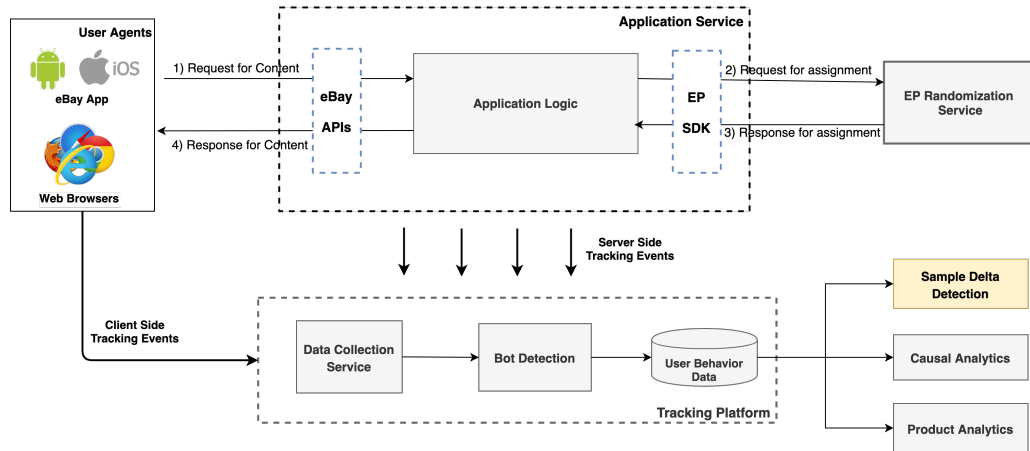 User Agents
iOS
eBay App
Web Browsers
1) Request for Content
4) Response for Content
Application Service
eBay
APIs
Application Logic
EP
SDK
2) Request for assignment
3) Response for assignment
EP Randomization
Service
Server Side
Tracking Events
Client Side
Tracking Events
Data Collection
Service
Bot Detection
User Behavior
Data
Tracking Platform
Sample Delta
Detection
Causal Analytics
Product Analytics